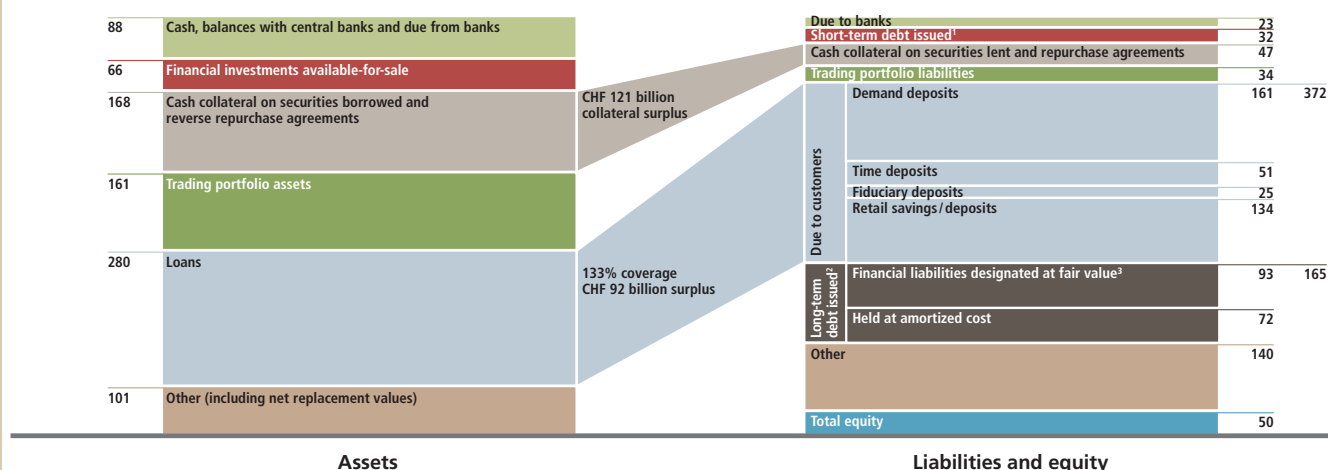 88 Cash, balances with central banks and due from banks
66 Financial investments available-for-sale
168 Cash collateral on securities borrowed and
reverse repurchase agreements
161 Trading portfolio assets
280 Loans
101 Other (including net replacement values)
Assets
CHF 121 billion
collateral surplus
133% coverage
CHF 92 billion surplus
Due to banks 23
Short-term debt issued¹ 32
Cash collateral on securities lent and repurchase agreements 47
Trading portfolio liabilities 34
Due to customers
Demand deposits 161 372
Time deposits 51
Fiduciary deposits 25
Retail savings/deposits 134
Long-term
debt issued²
Financial liabilities designated at fair value³ 93 165
Held at amortized cost 72
Other 140
Total equity 50
Liabilities and equity